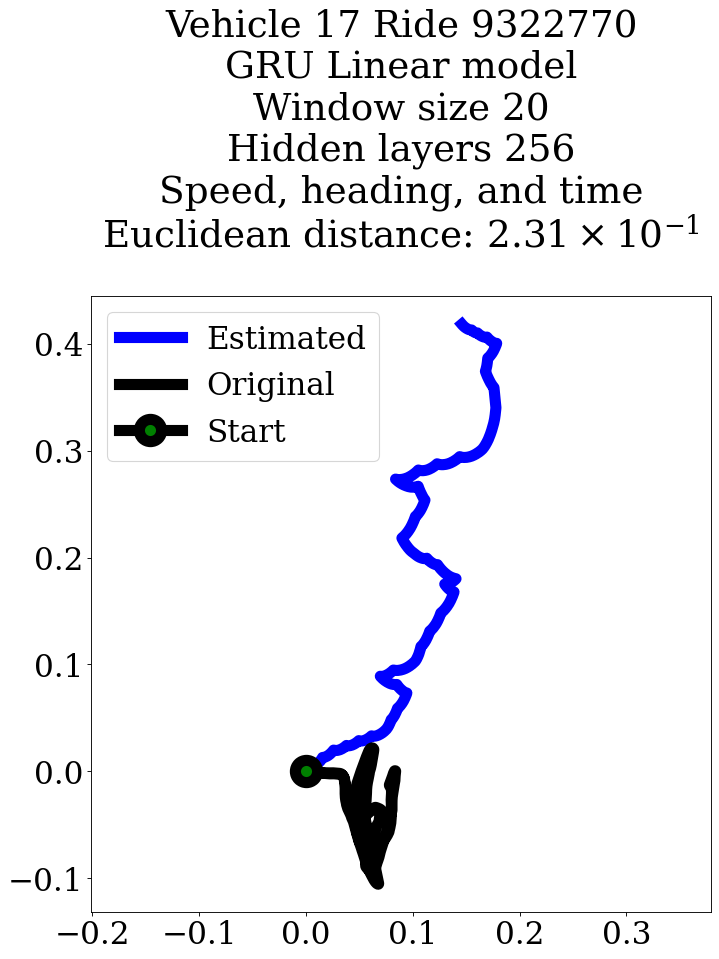 Vehicle 17 Ride 9322770
GRU Linear model
Window size 20
Hidden layers 256
Speed, heading, and time
Euclidean distance: 2.31 × 10⁻¹
Estimated
Original
Start
0.4
0.3
0.2
0.1
0.0
−0.1
−0.2
−0.1
0.0
0.1
0.2
0.3